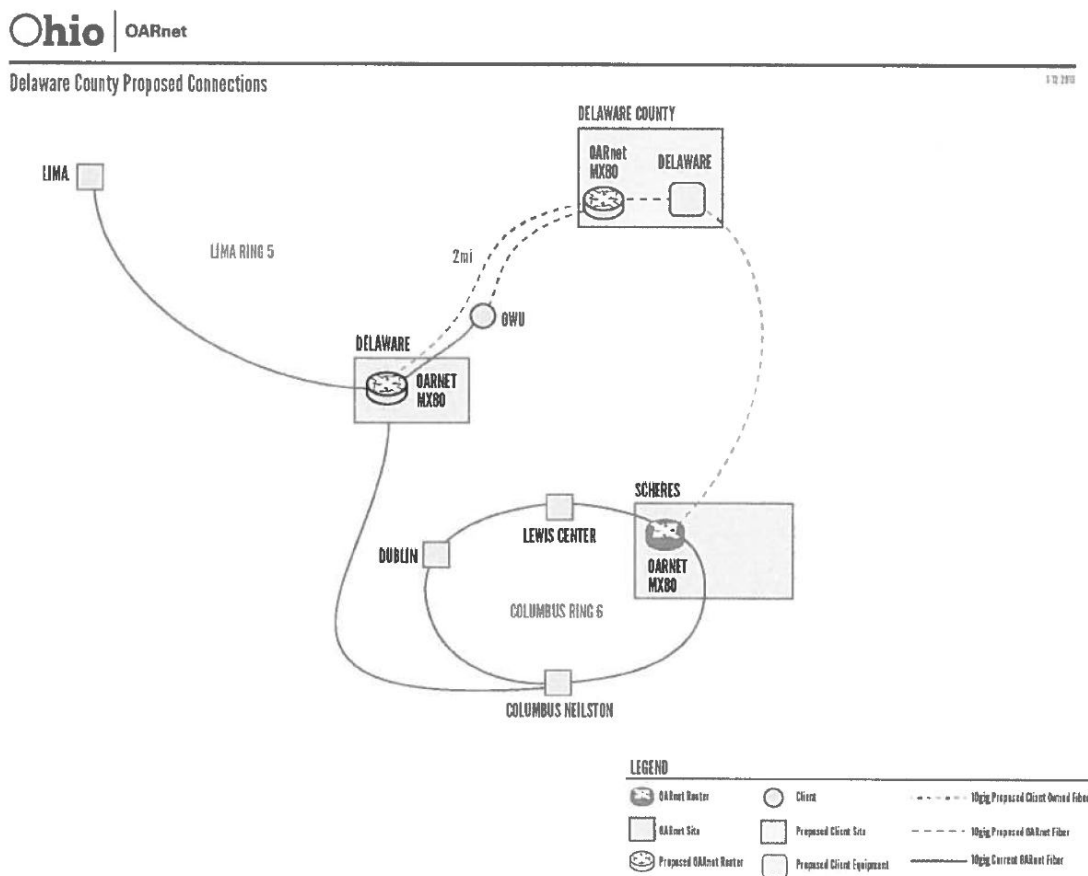 Ohio OARnet
Delaware County Proposed Connections
DELAWARE COUNTY
OARnet
MX80
DELAWARE
LIMA
LIMA RING 5
2mi
OWU
DELAWARE
OARNET
MX80
SCHERES
LEWIS CENTER
DUBLIN
OARNET
MX80
COLUMBUS RING 6
COLUMBUS NEILSTON
LEGEND
OARnet Router
Client
10gig Proposed Client Owned Fiber
OARnet Site
Proposed Client Site
10gig Proposed OARnet Fiber
Proposed OARnet Router
Proposed Client Equipment
10gig Current OARnet Fiber